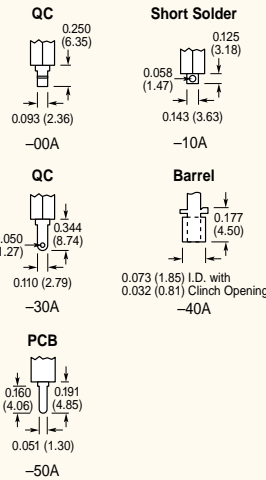 QC
0.250
(6.35)
0.093 (2.36)
–00A
Short Solder
0.125
(3.18)
0.058
(1.47)
0.143 (3.63)
–10A
QC
0.344
(8.74)
.050
1.27)
0.110 (2.79)
–30A
Barrel
0.177
(4.50)
0.073 (1.85) I.D. with
0.032 (0.81) Clinch Opening
–40A
PCB
0.160
(4.06)
0.191
(4.85)
0.051 (1.30)
–50A